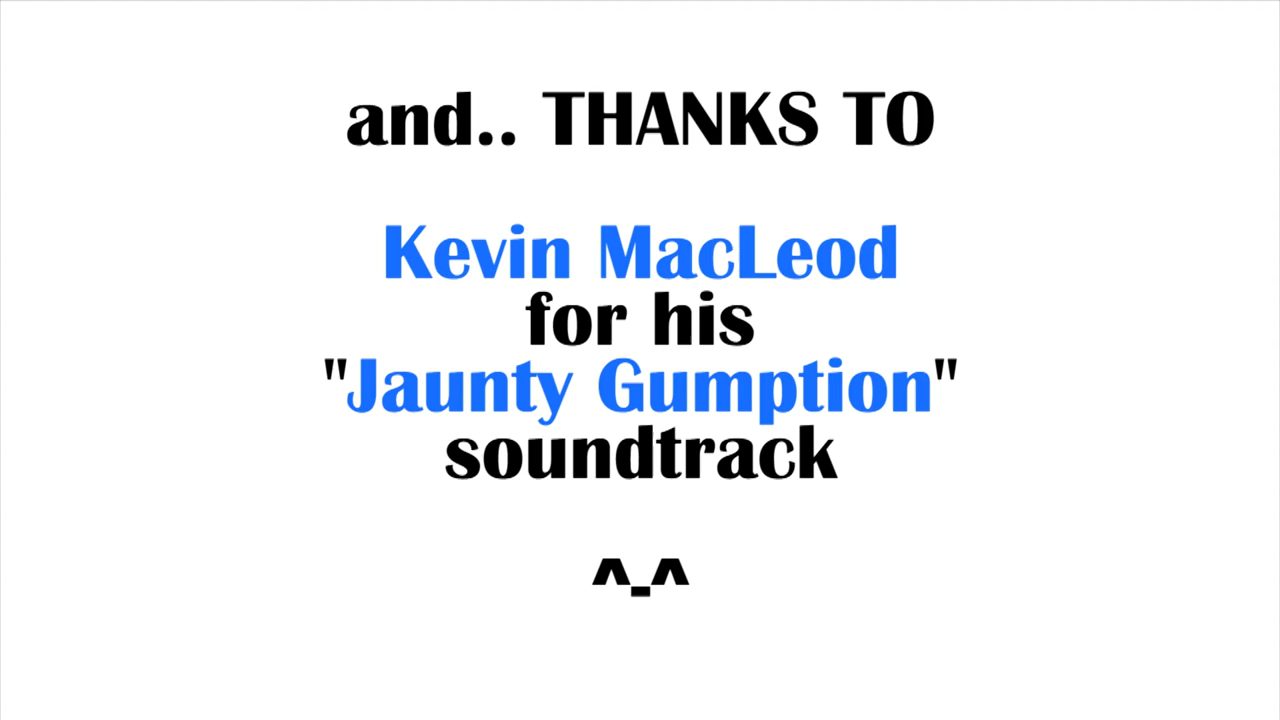 and.. THANKS TO
Kevin MacLeod
for his
"Jaunty Gumption"
soundtrack
^-^